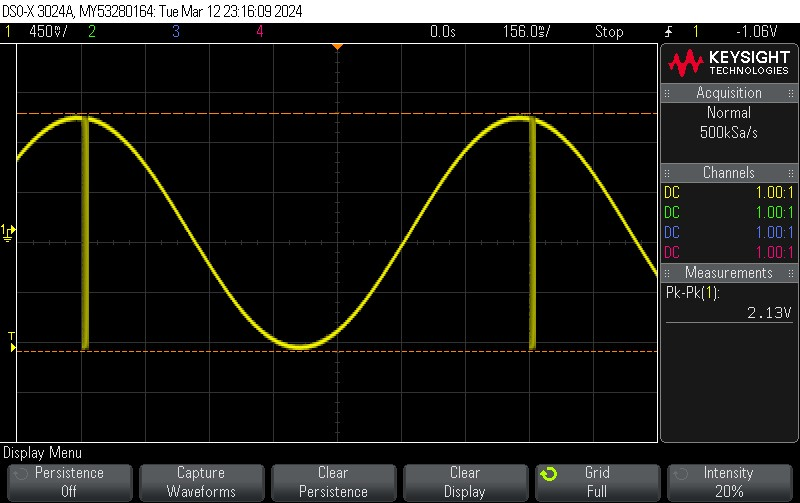 DSO-X 3024A, MY53280164: Tue Mar 12 23:16:09 2024
1 450mV/ 2 3 4 0.0s 156.0ms/ Stop 1 -1.06V
KEYSIGHT
TECHNOLOGIES
Acquisition
Normal
500kSa/s
Channels
DC 1.00:1
DC 1.00:1
DC 1.00:1
DC 1.00:1
Measurements
Pk-Pk(1):
2.13V
1
T
Display Menu
Persistence
Off
Capture
Waveforms
Clear
Persistence
Clear
Display
Grid
Full
Intensity
20%